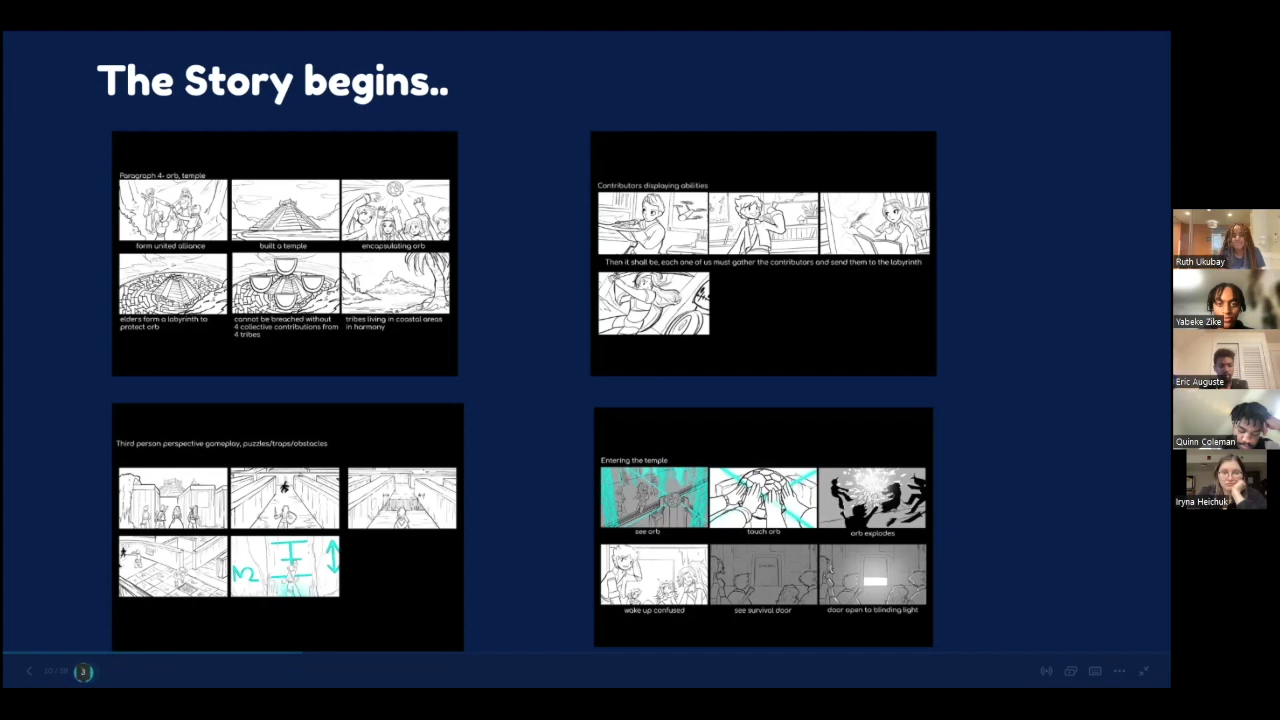 The Story begins..
Paragraph 4- orb, temple
form united alliance
built a temple
encapsulating orb
elders form a labyrinth to
protect orb
cannot be breached without
4 collective contributions from
4 tribes
tribes living in coastal areas
in harmony
Contributors displaying abilities
Then it shall be, each one of us must gather the contributors and send them to the labyrinth
Third person perspective gameplay, puzzles/traps/obstacles
Entering the temple
see orb
touch orb
orb explodes
wake up confused
see survival door
door open to blinding light
3
Ruth Ukubay
Yabeke Zike
Eric Auguste
Quinn Coleman
Iryna Heichuk